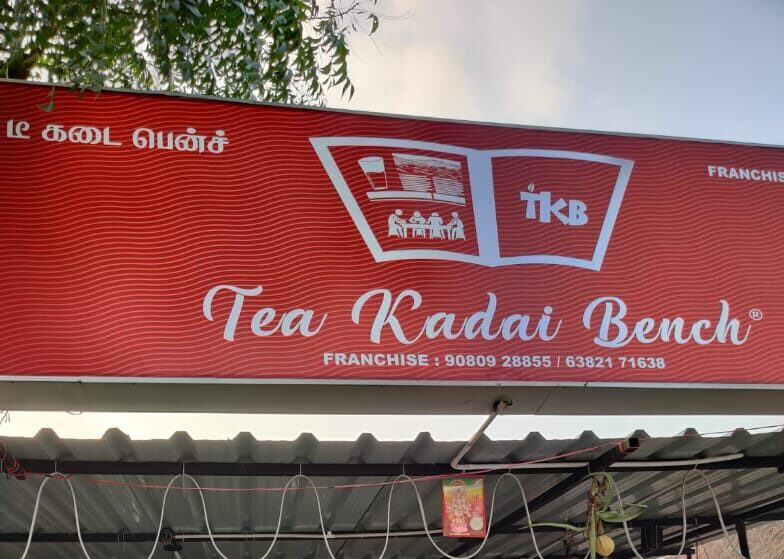 டீ கடை பென்ச்
FRANCHIS
TKB
Tea Kadai Bench®
FRANCHISE : 90809 28855 / 63821 71638